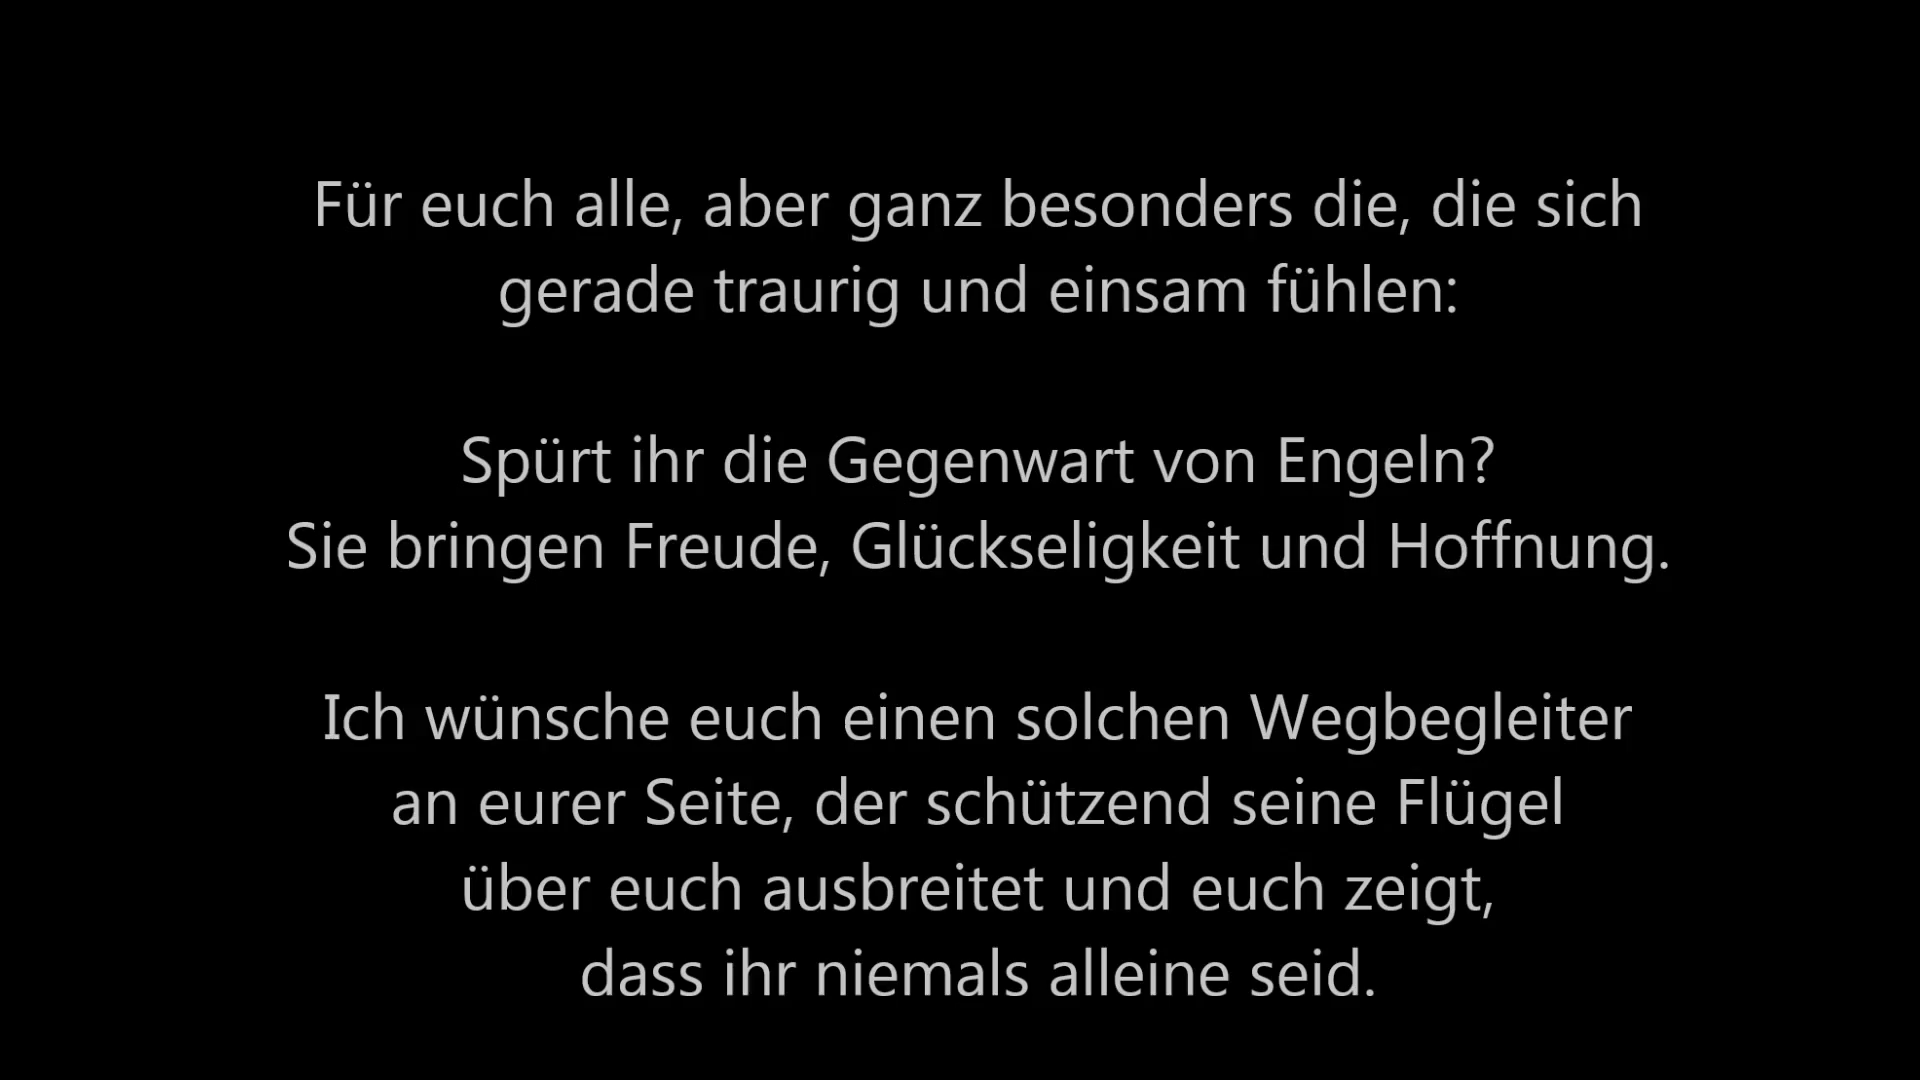 Für euch alle, aber ganz besonders die, die sich
gerade traurig und einsam fühlen:
Spürt ihr die Gegenwart von Engeln?
Sie bringen Freude, Glückseligkeit und Hoffnung.
Ich wünsche euch einen solchen Wegbegleiter
an eurer Seite, der schützend seine Flügel
über euch ausbreitet und euch zeigt,
dass ihr niemals alleine seid.